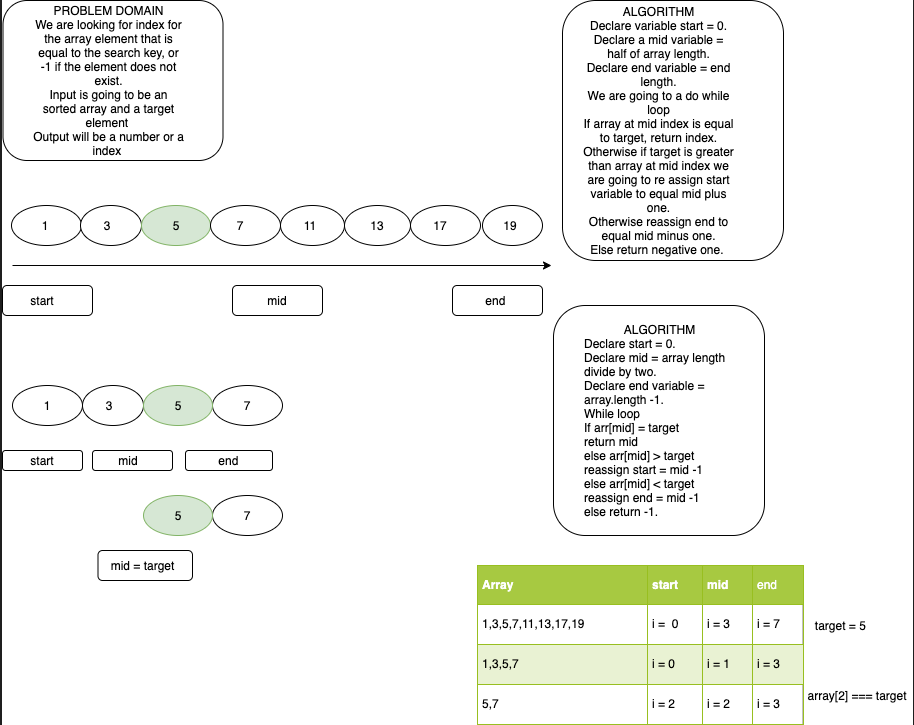 PROBLEM DOMAIN
We are looking for index for
the array element that is
equal to the search key, or
-1 if the element does not
exist.
Input is going to be an
sorted array and a target
element
Output will be a number or a
index
ALGORITHM
Declare variable start = 0.
Declare a mid variable =
half of array length.
Declare end variable = end
length.
We are going to a do while
loop
If array at mid index is equal
to target, return index.
Otherwise if target is greater
than array at mid index we
are going to re assign start
variable to equal mid plus
one.
Otherwise reassign end to
equal mid minus one.
Else return negative one.
1 3 5 7 11 13 17 19
start mid end
ALGORITHM
Declare start = 0.
Declare mid = array length
divide by two.
Declare end variable =
array.length -1.
While loop
If arr[mid] = target
return mid
else arr[mid] > target
reassign start = mid -1
else arr[mid] < target
reassign end = mid -1
else return -1.
1 3 5 7
start mid end
5 7
mid = target
Array start mid end
1,3,5,7,11,13,17,19 i = 0 i = 3 i = 7 target = 5
1,3,5,7 i = 0 i = 1 i = 3
5,7 i = 2 i = 2 i = 3 array[2] === target